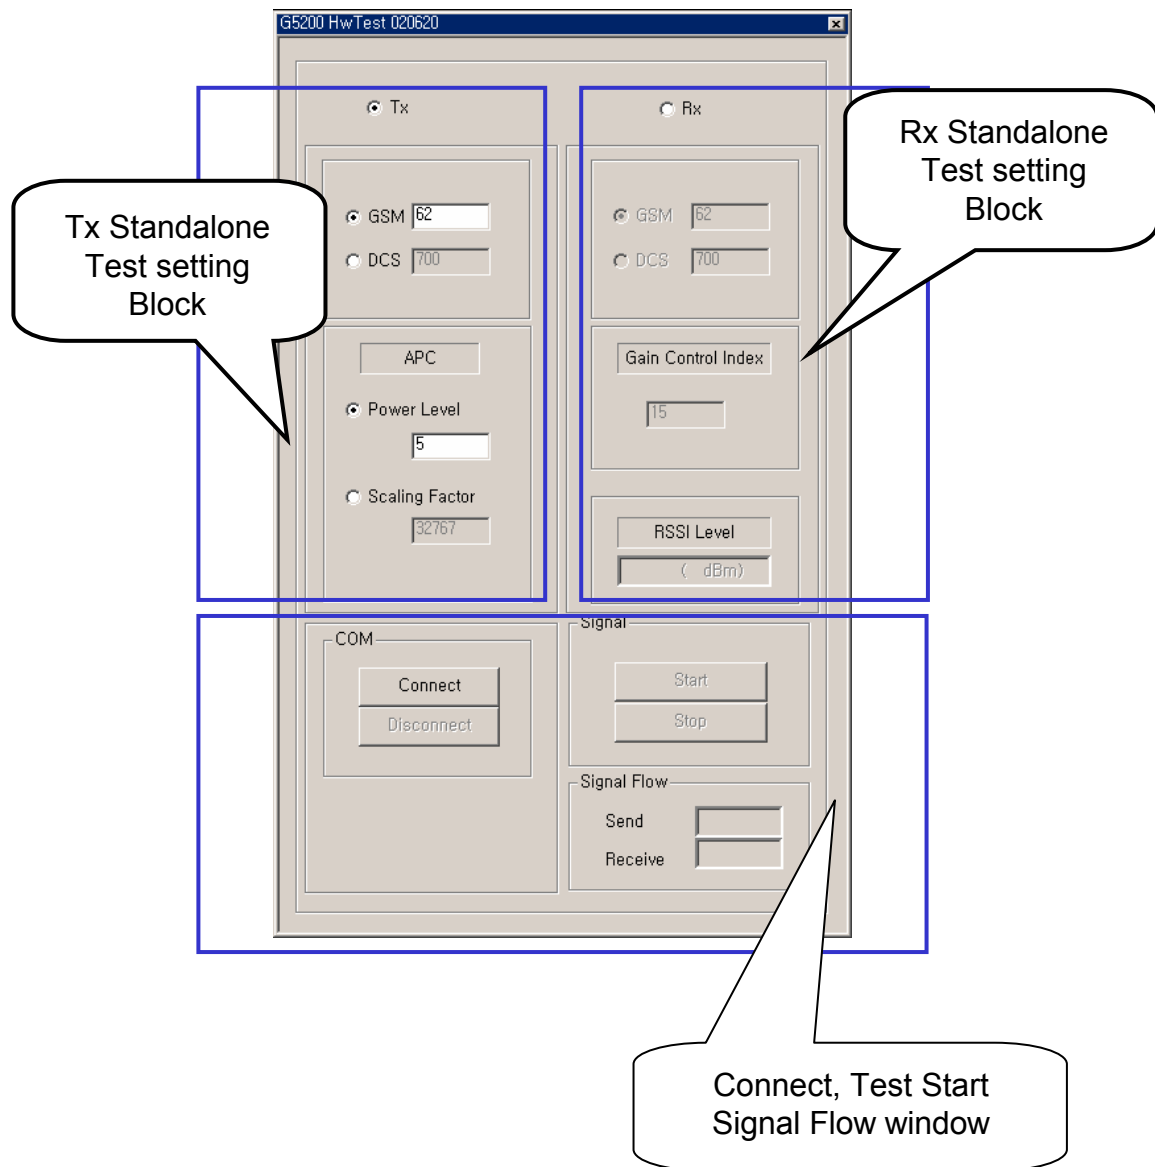 G5200 HwTest 020620
Tx
Rx
Rx Standalone
Test setting
Block
Tx Standalone
Test setting
Block
GSM 62
DCS 700
GSM 62
DCS 700
APC
Power Level
5
Scaling Factor
32767
Gain Control Index
15
RSSI Level
( dBm)
COM
Connect
Disconnect
Signal
Start
Stop
Signal Flow
Send
Receive
Connect, Test Start
Signal Flow window